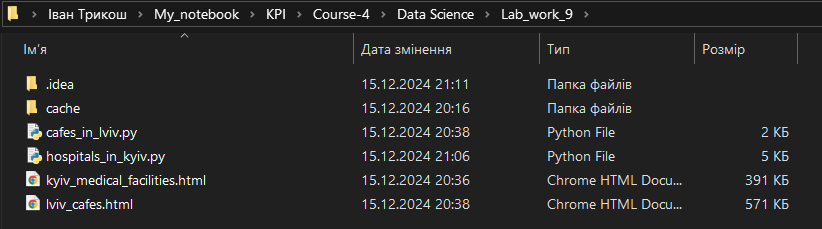 Іван Трикош > My_notebook > KPI > Course-4 > Data Science > Lab_work_9 >
Ім’я Дата змінення Тип Розмір
.idea 15.12.2024 21:11 Папка файлів
cache 15.12.2024 20:16 Папка файлів
cafes_in_lviv.py 15.12.2024 20:38 Python File 2 КБ
hospitals_in_kyiv.py 15.12.2024 21:06 Python File 5 КБ
kyiv_medical_facilities.html 15.12.2024 20:36 Chrome HTML Docu... 391 КБ
lviv_cafes.html 15.12.2024 20:38 Chrome HTML Docu... 571 КБ